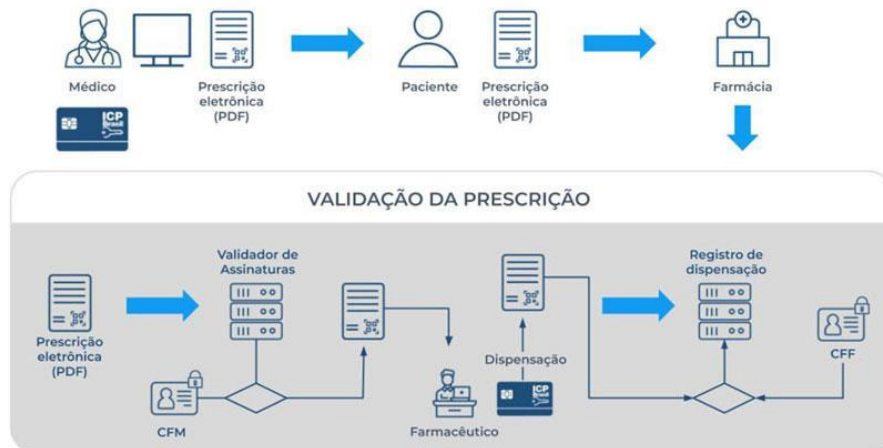 Médico
Prescrição
eletrônica
(PDF)
Paciente
Prescrição
eletrônica
(PDF)
Farmácia
ICP
Brasil
VALIDAÇÃO DA PRESCRIÇÃO
Validador de
Assinaturas
Registro de
dispensação
Prescrição
eletrônica
(PDF)
CFM
Dispensação
ICP
Brasil
Farmacêutico
CFF